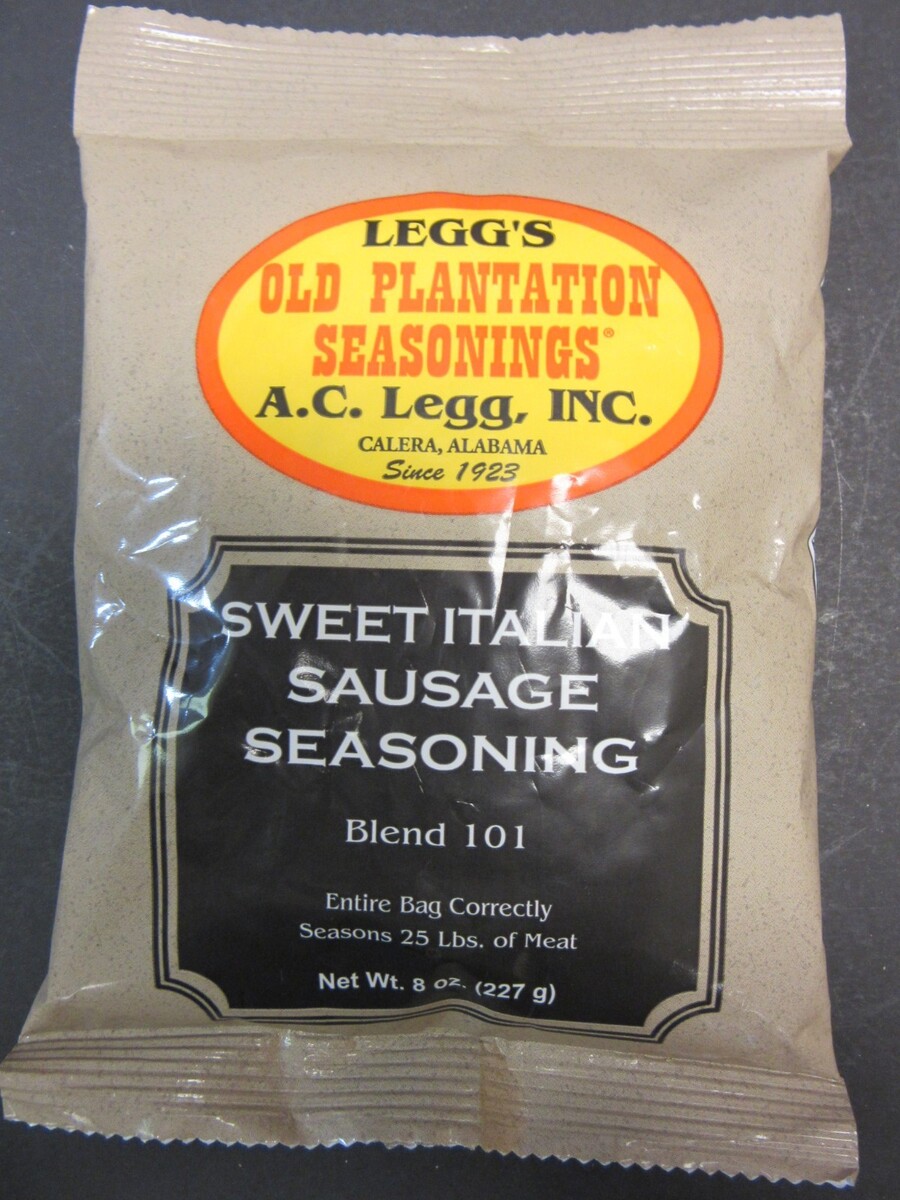 LEGG'S
OLD PLANTATION
SEASONINGS®
A.C. Legg, INC.
CALERA, ALABAMA
Since 1923
SWEET ITALIAN
SAUSAGE
SEASONING
Blend 101
Entire Bag Correctly
Seasons 25 Lbs. of Meat
Net Wt. 8 oz. (227 g)